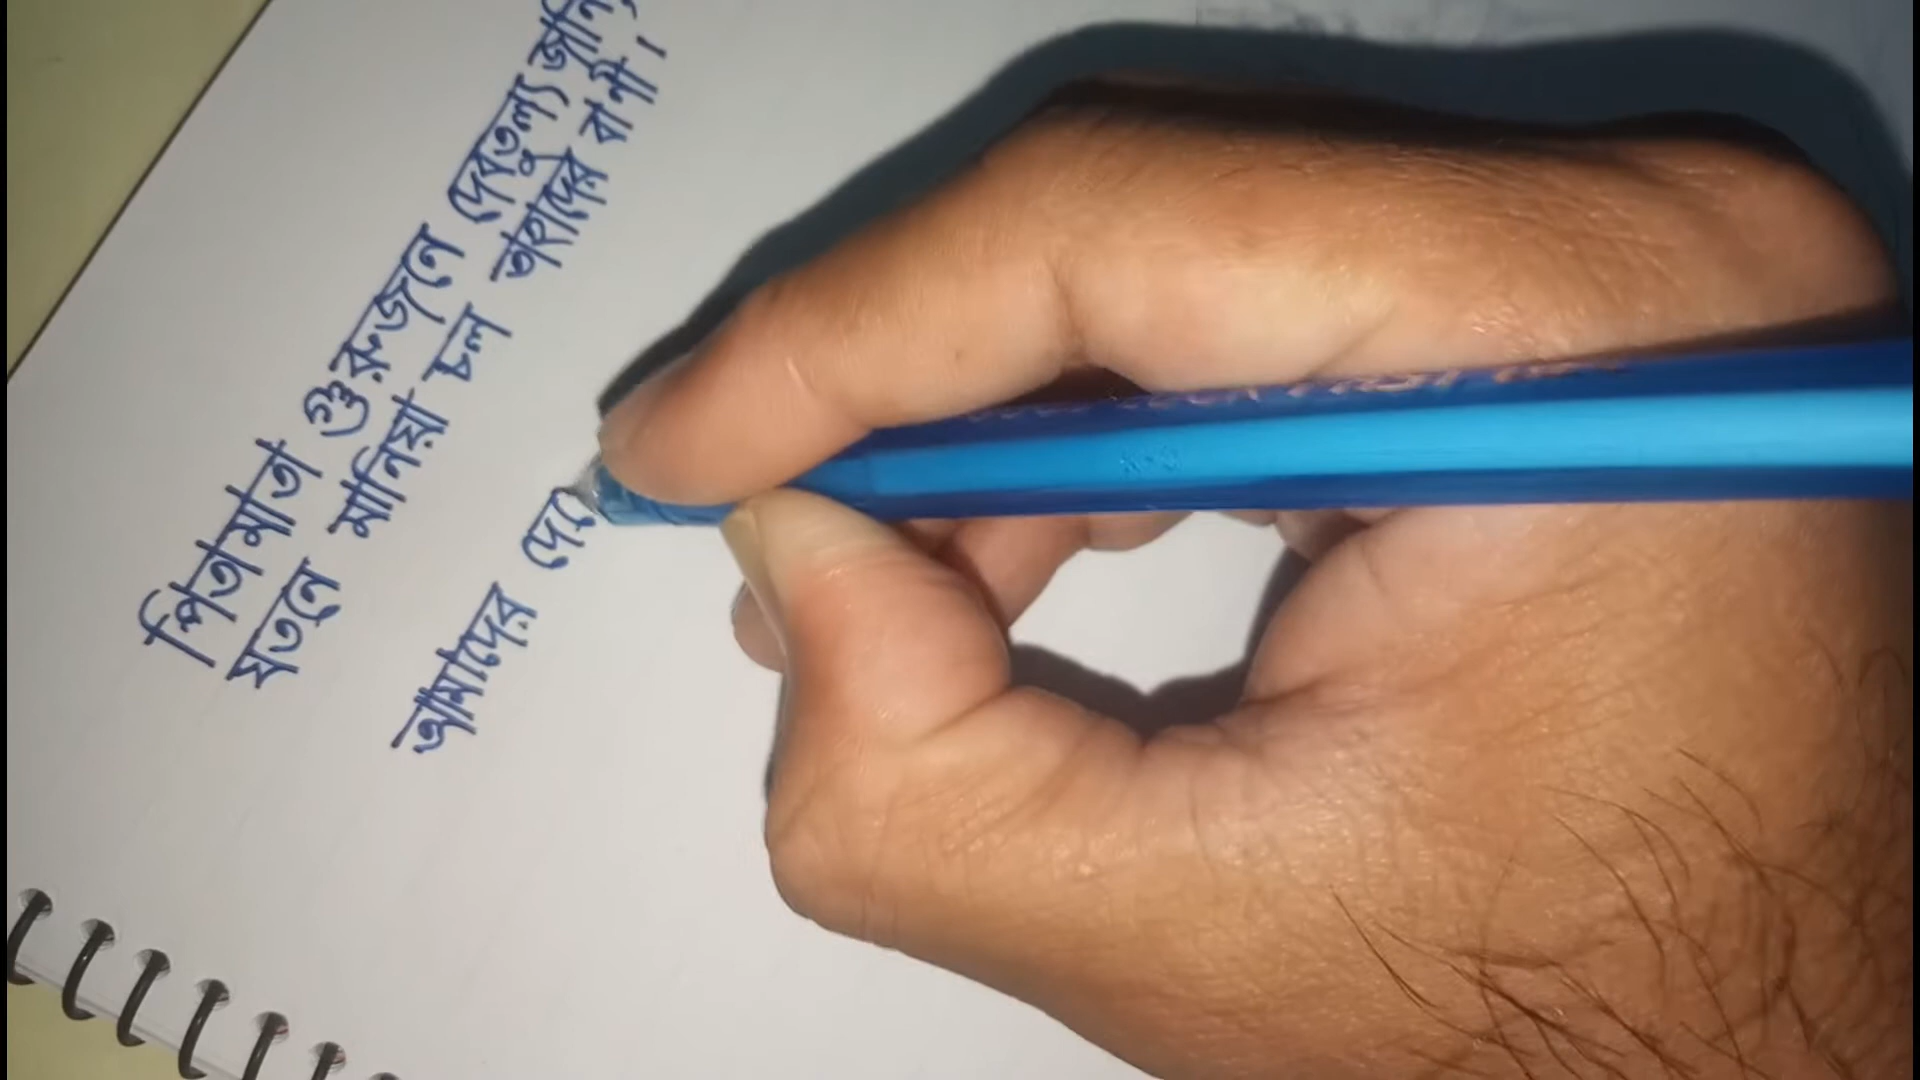 পিতামাতা গুরুজনে দেবতুল্য জানি,
যতনে মানিয়া চল তাহাদের বাণী।
আমাদের দেশে